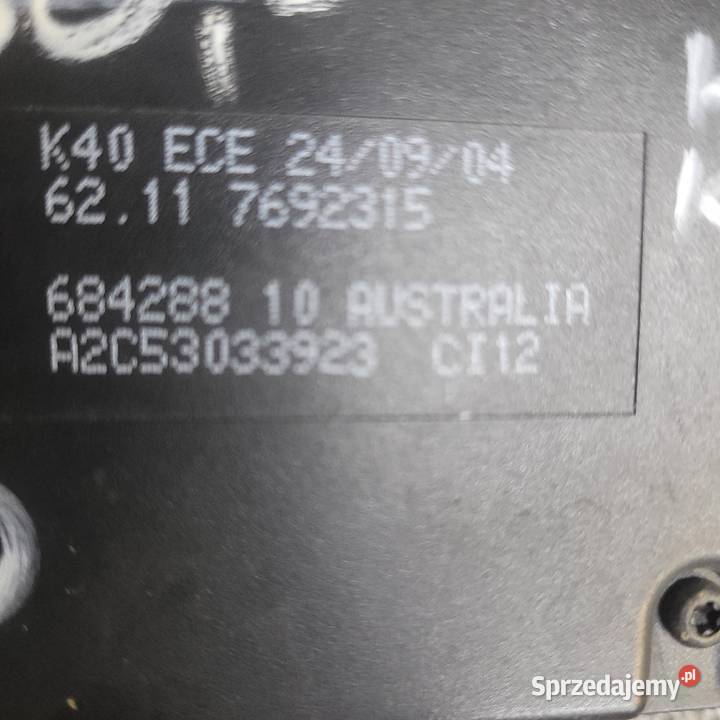 K40 ECE 24/09/04
62.11 7692315
684288 10 AUSTRALIA
A2C53033923 CI12
Sprzedajemy.pl